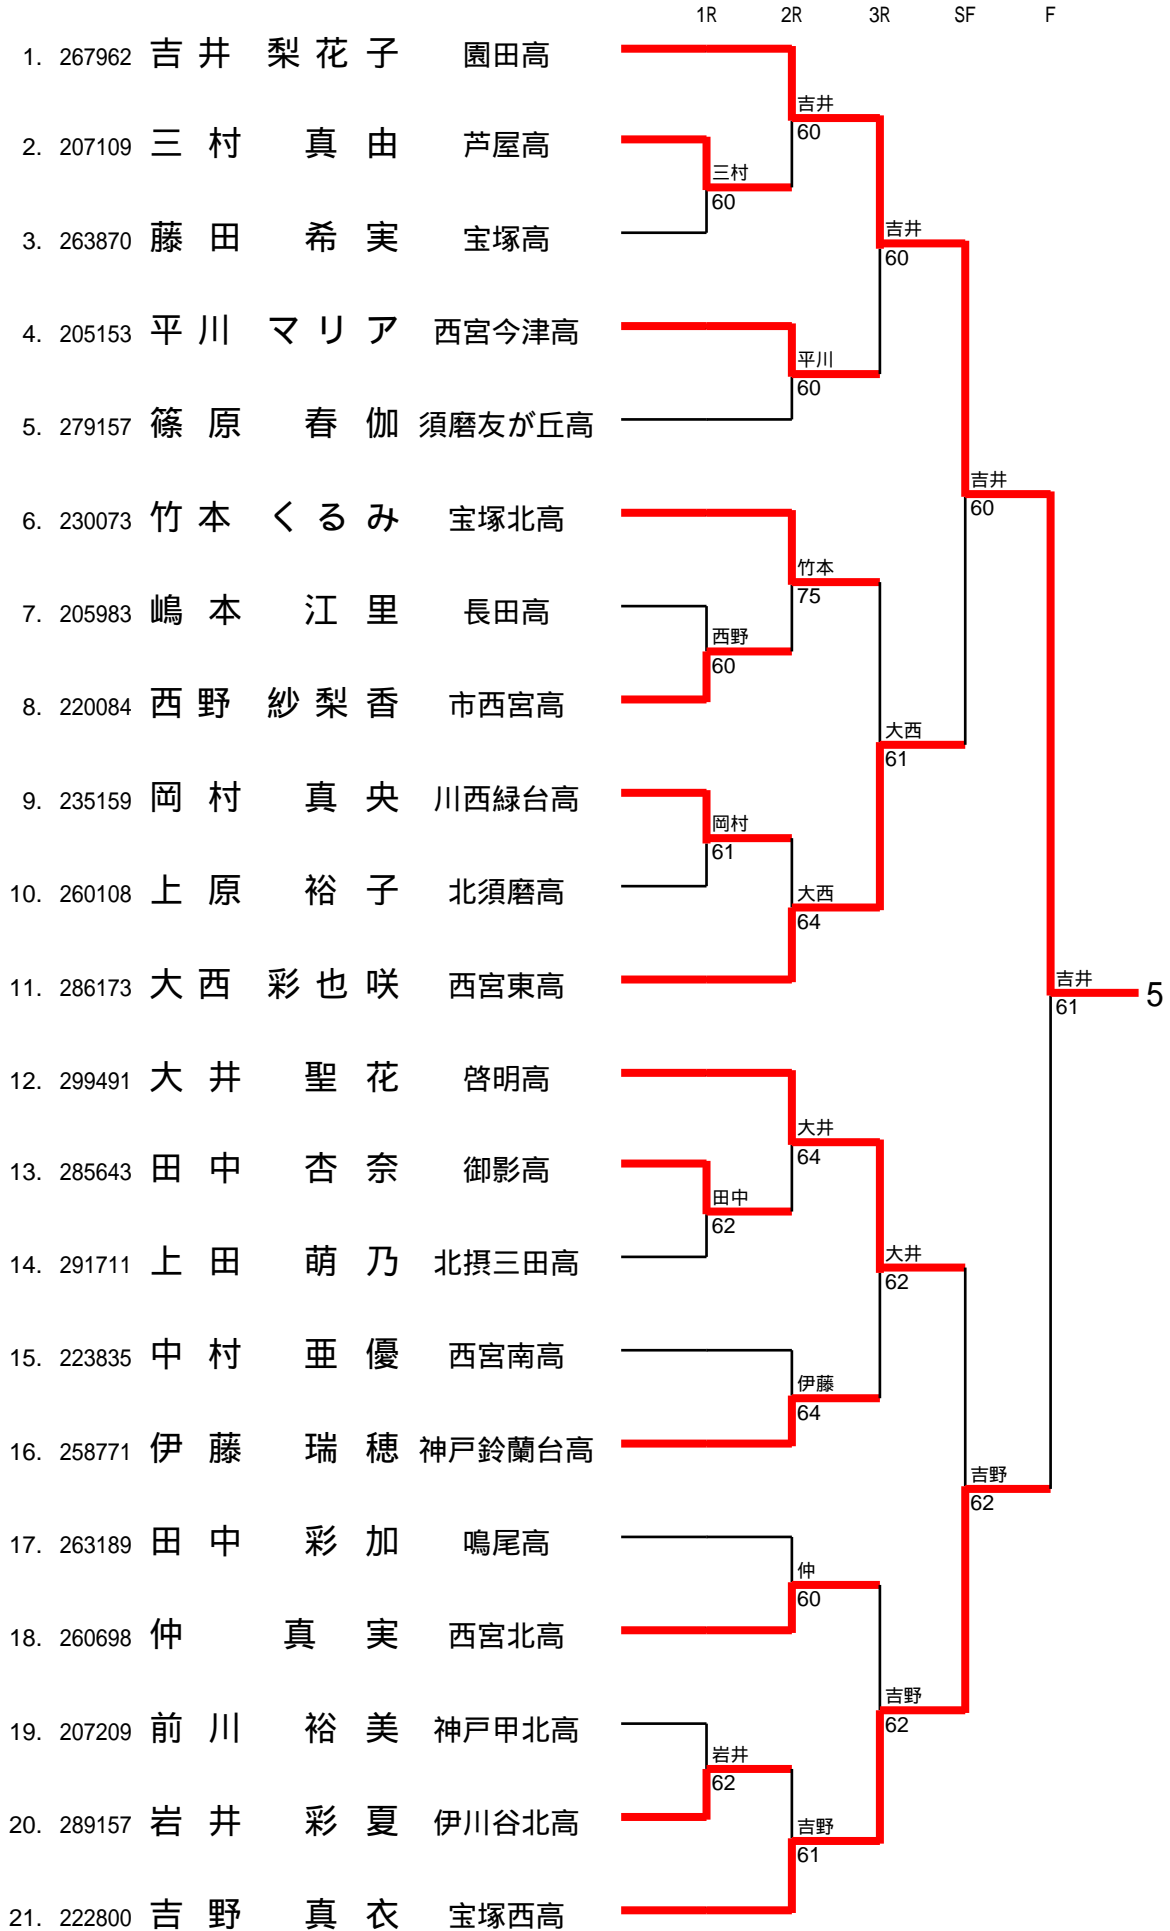 1R 2R 3R SF F
1. 267962 吉井 梨花子 園田高
吉井
60
2. 207109 三村 真由 芦屋高
三村
60
3. 263870 藤田 希実 宝塚高
吉井
60
4. 205153 平川 マリア 西宮今津高
平川
60
5. 279157 篠原 春伽 須磨友が丘高
吉井
60
6. 230073 竹本 くるみ 宝塚北高
竹本
75
7. 205983 嶋本 江里 長田高
西野
60
8. 220084 西野 紗梨香 市西宮高
大西
61
9. 235159 岡村 真央 川西緑台高
岡村
61
10. 260108 上原 裕子 北須磨高
大西
64
11. 286173 大西 彩也咲 西宮東高
吉井
61
5
12. 299491 大井 聖花 啓明高
大井
64
13. 285643 田中 杏奈 御影高
田中
62
14. 291711 上田 萌乃 北摂三田高
大井
62
15. 223835 中村 亜優 西宮南高
伊藤
64
16. 258771 伊藤 瑞穂 神戸鈴蘭台高
吉野
62
17. 263189 田中 彩加 鳴尾高
仲
60
18. 260698 仲 真実 西宮北高
吉野
62
19. 207209 前川 裕美 神戸甲北高
岩井
62
20. 289157 岩井 彩夏 伊川谷北高
吉野
61
21. 222800 吉野 真衣 宝塚西高